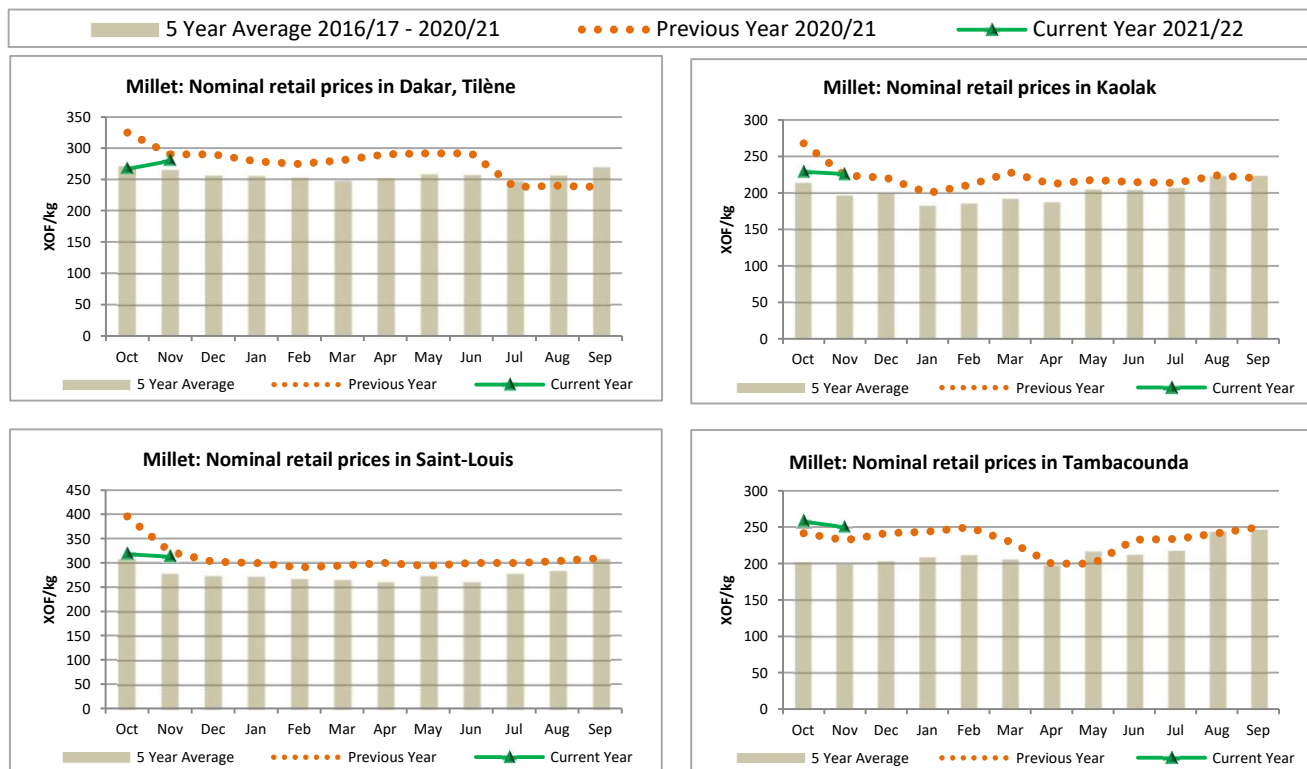 5 Year Average 2016/17 - 2020/21 Previous Year 2020/21 Current Year 2021/22
Millet: Nominal retail prices in Dakar, Tilène
XOF/kg
350
300
250
200
150
100
50
0
Oct Nov Dec Jan Feb Mar Apr May Jun Jul Aug Sep
5 Year Average Previous Year Current Year
Millet: Nominal retail prices in Kaolak
XOF/kg
300
250
200
150
100
50
0
Oct Nov Dec Jan Feb Mar Apr May Jun Jul Aug Sep
5 Year Average Previous Year Current Year
Millet: Nominal retail prices in Saint-Louis
XOF/kg
450
400
350
300
250
200
150
100
50
0
Oct Nov Dec Jan Feb Mar Apr May Jun Jul Aug Sep
5 Year Average Previous Year Current Year
Millet: Nominal retail prices in Tambacounda
XOF/kg
300
250
200
150
100
50
0
Oct Nov Dec Jan Feb Mar Apr May Jun Jul Aug Sep
5 Year Average Previous Year Current Year